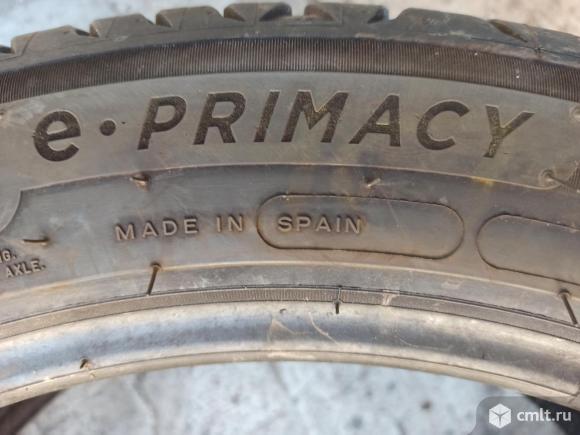 e•PRIMACY
MADE IN SPAIN
AXLE.
cmlt.ru